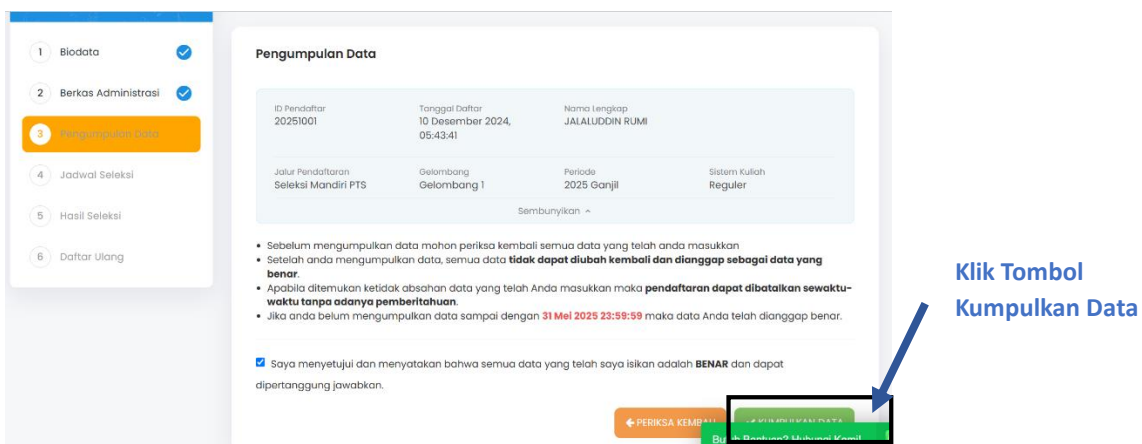 1 Biodata
2 Berkas Administrasi
3 Pengumpulan Data
4 Jadwal Seleksi
5 Hasil Seleksi
6 Daftar Ulang
Pengumpulan Data
ID Pendaftar
20251001
Tanggal Daftar
10 Desember 2024,
05:43:41
Nama Lengkap
JALALUDDIN RUMI
Jalur Pendaftaran
Seleksi Mandiri PTS
Gelombang
Gelombang 1
Periode
2025 Ganjil
Sistem Kuliah
Reguler
Sembunyikan
• Sebelum mengumpulkan data mohon periksa kembali semua data yang telah anda masukkan
• Setelah anda mengumpulkan data, semua data tidak dapat diubah kembali dan dianggap sebagai data yang
benar.
• Apabila ditemukan ketidak absahan data yang telah Anda masukkan maka pendaftaran dapat dibatalkan sewaktu-
waktu tanpa adanya pemberitahuan.
• Jika anda belum mengumpulkan data sampai dengan 31 Mei 2025 23:59:59 maka data Anda telah dianggap benar.
Saya menyetujui dan menyatakan bahwa semua data yang telah saya isikan adalah BENAR dan dapat
dipertanggung jawabkan.
PERIKSA KEMBALI
KUMPULKAN DATA
Butuh Bantuan? Hubungi Kami!
Klik Tombol
Kumpulkan Data